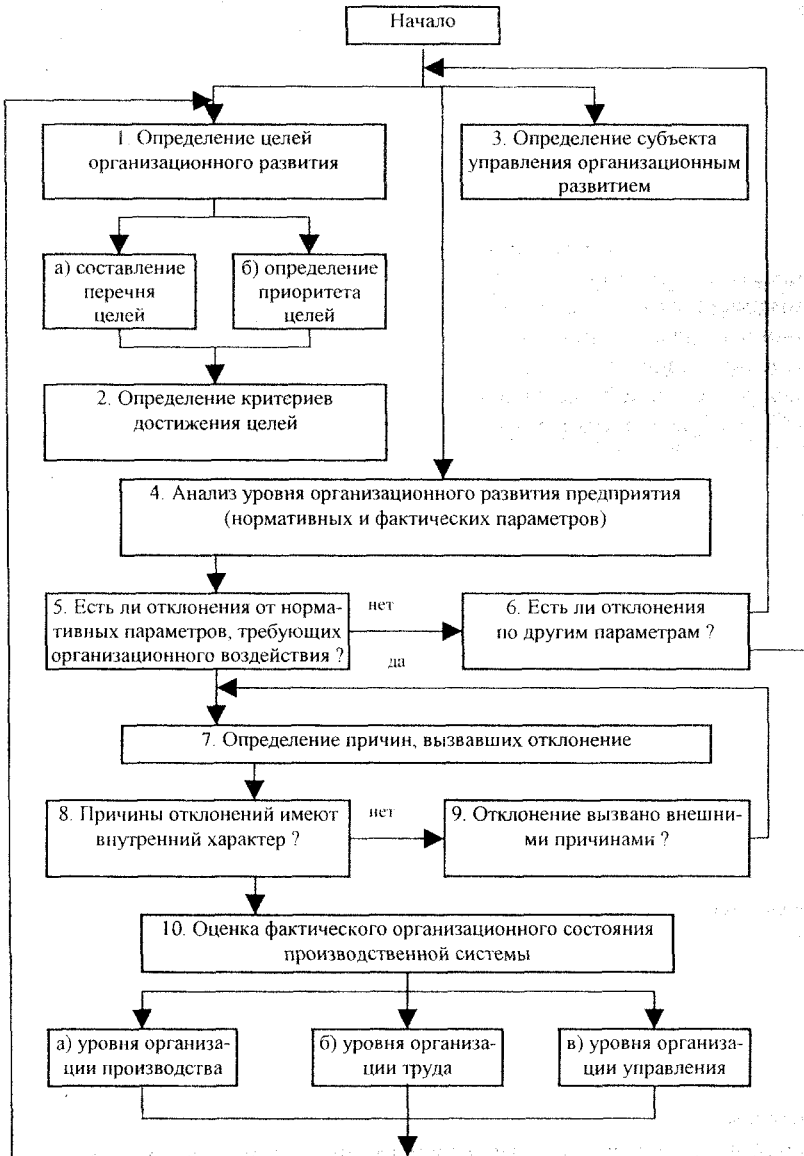 Начало
1. Определение целей
организационного развития
3. Определение субъекта
управления организационным
развитием
а) составление
перечня
целей
б) определение
приоритета
целей
2. Определение критериев
достижения целей
4. Анализ уровня организационного развития предприятия
(нормативных и фактических параметров)
5. Есть ли отклонения от норма-
тивных параметров, требующих
организационного воздействия ?
нет
6. Есть ли отклонения
по другим параметрам ?
да
7. Определение причин, вызвавших отклонение
8. Причины отклонений имеют
внутренний характер ?
нет
9. Отклонение вызвано внешни-
ми причинами ?
10. Оценка фактического организационного состояния
производственной системы
а) уровня организа-
ции производства
б) уровня организа-
ции труда
в) уровня организа-
ции управления